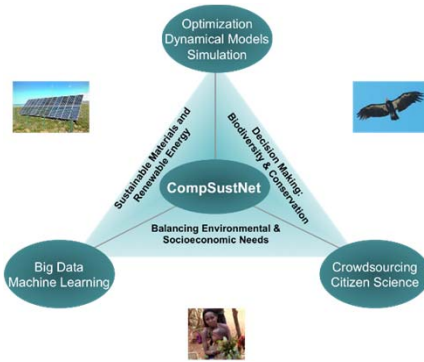 Optimization
Dynamical Models
Simulation
Sustainable Materials and
Renewable Energy
Decision Making:
Biodiversity & Conservation
CompSustNet
Balancing Environmental &
Socioeconomic Needs
Big Data
Machine Learning
Crowdsourcing
Citizen Science